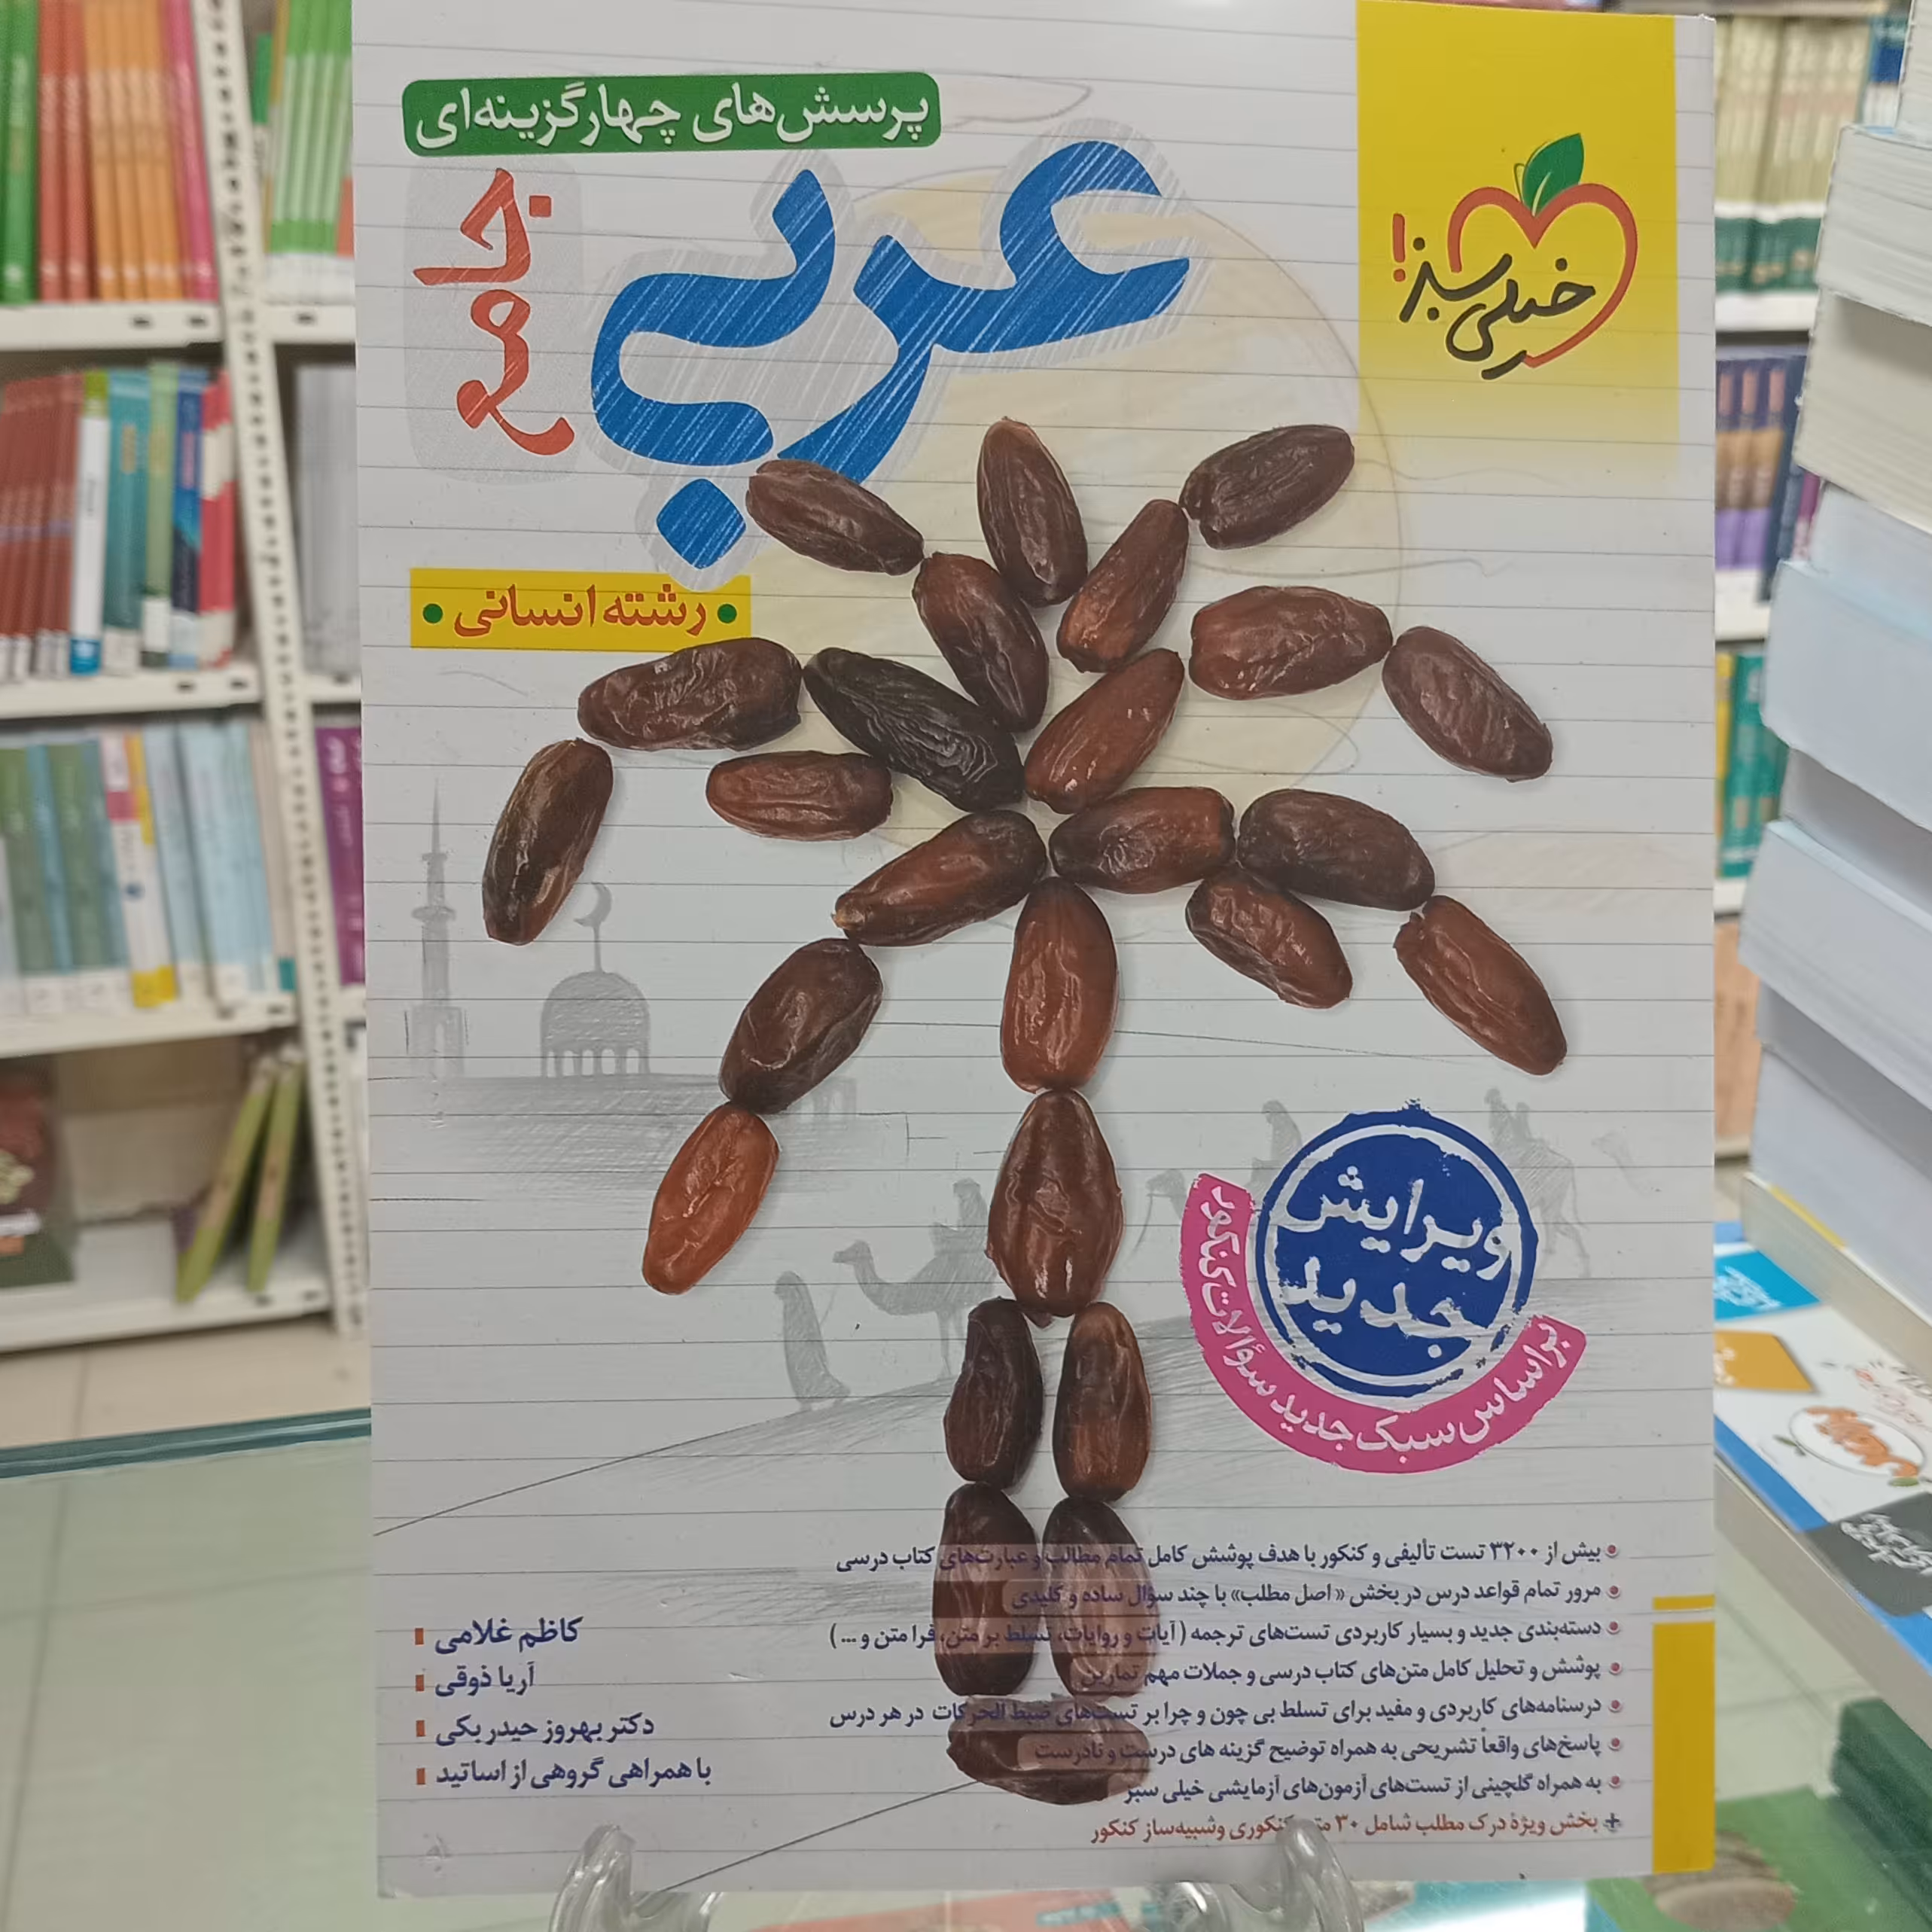 پرسش‌های چهارگزینه‌ای
خیلی سبز!
عربی
جامع
• رشته انسانی •
ویرایش
جدید
براساس سبک جدید سؤالات کنکور
بیش از ۳۲۰۰ تست تألیفی و کنکور با هدف پوشش کامل تمام مطالب و عبارت‌های کتاب درسی
مرور تمام قواعد درس در بخش «اصل مطلب» با چند سؤال ساده و کلیدی
دسته‌بندی جدید و بسیار کاربردی تست‌های ترجمه (آیات و روایات، تسلط بر متن، فرا متن و ...)
پوشش و تحلیل کامل متن‌های کتاب درسی و جملات مهم تمارین
درسنامه‌های کاربردی و مفید برای تسلط بی چون و چرا بر تست‌های ضبط الحرکات در هر درس
پاسخ‌های واقعاً تشریحی به همراه توضیح گزینه های درست و نادرست
به همراه گلچینی از تست‌های آزمون‌های آزمایشی خیلی سبز
+ بخش ویژهٔ درک مطلب شامل ۳۰ متن کنکوری وشبیه‌ساز کنکور
کاظم غلامی
آریا ذوقی
دکتر بهروز حیدربکی
با همراهی گروهی از اساتید